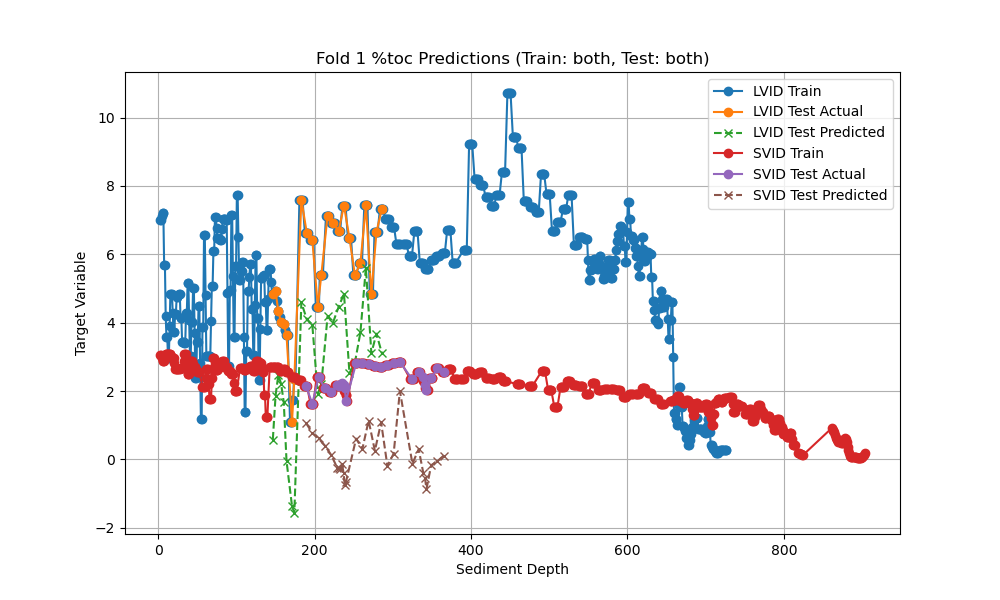 Fold 1 %toc Predictions (Train: both, Test: both)
LVID Train
LVID Test Actual
LVID Test Predicted
SVID Train
SVID Test Actual
SVID Test Predicted
Target Variable
10
8
6
4
2
0
−2
0
200
400
600
800
Sediment Depth